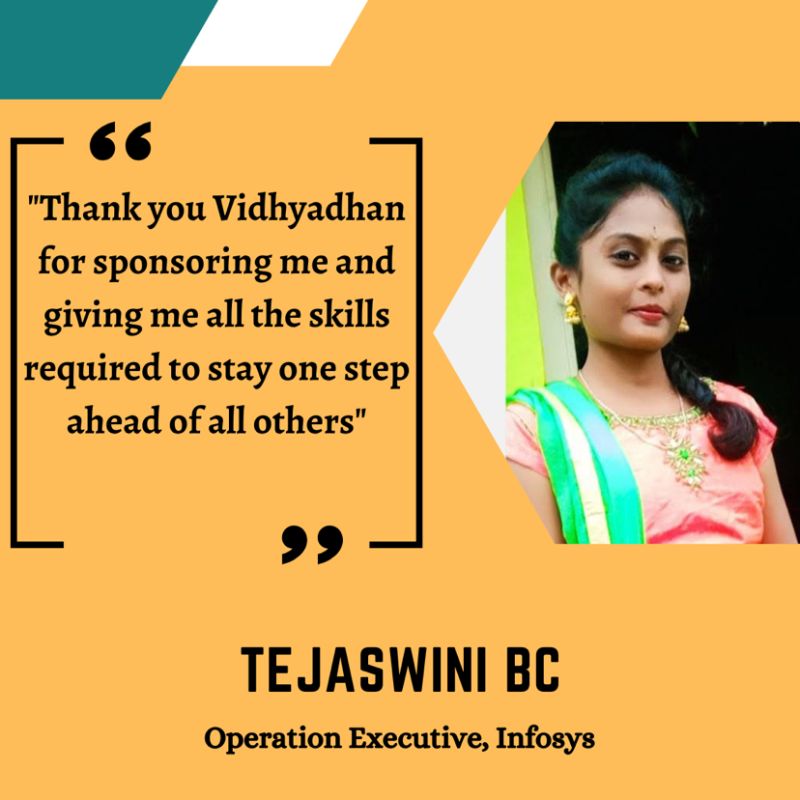 "Thank you Vidhyadhan
for sponsoring me and
giving me all the skills
required to stay one step
ahead of all others"
TEJASWINI BC
Operation Executive, Infosys